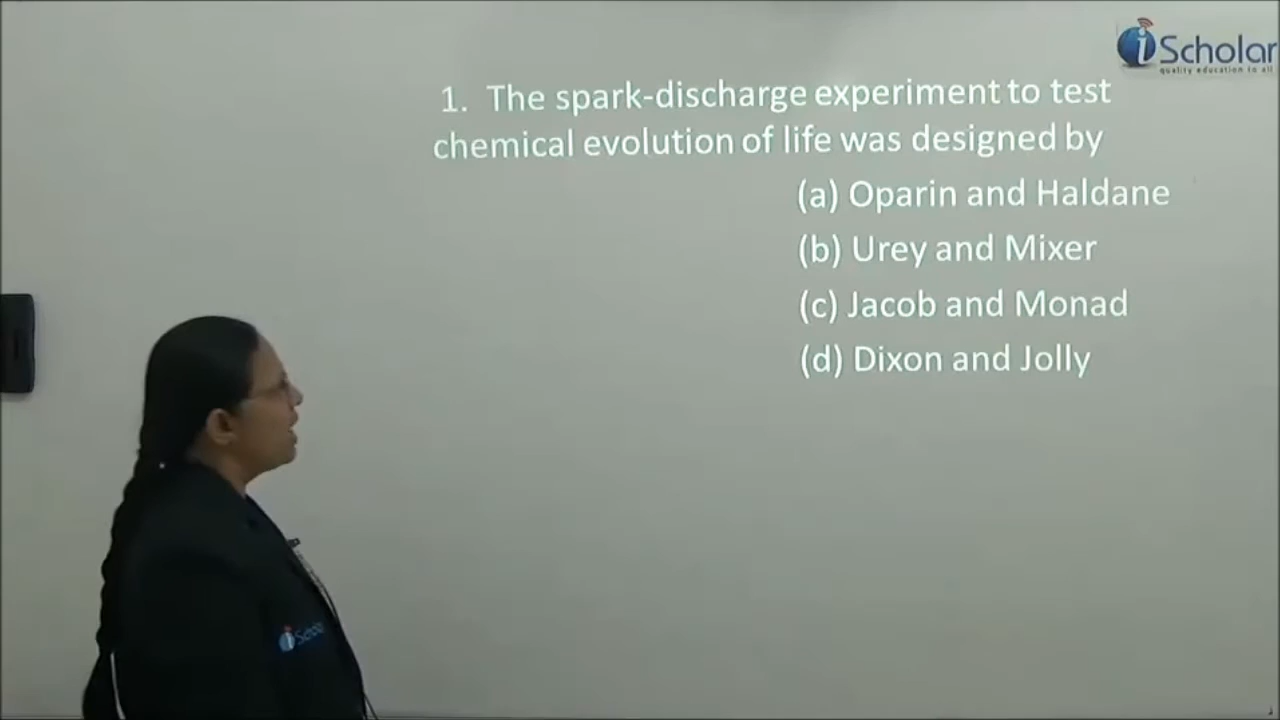 iScholar
quality education to all
1. The spark-discharge experiment to test
chemical evolution of life was designed by
(a) Oparin and Haldane
(b) Urey and Mixer
(c) Jacob and Monad
(d) Dixon and Jolly
iScholar